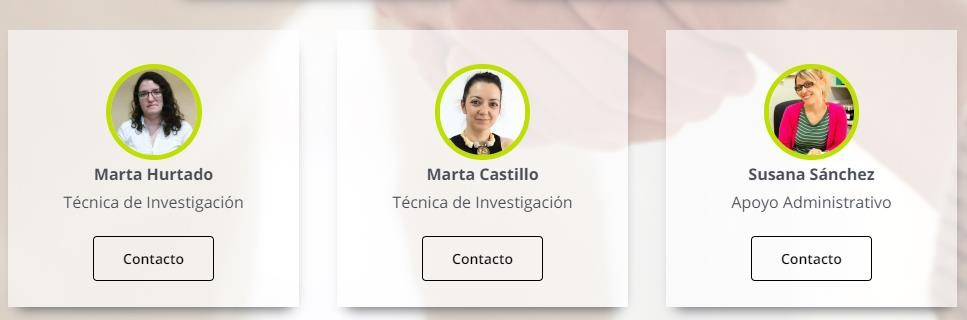 Marta Hurtado
Técnica de Investigación
Contacto
Marta Castillo
Técnica de Investigación
Contacto
Susana Sánchez
Apoyo Administrativo
Contacto